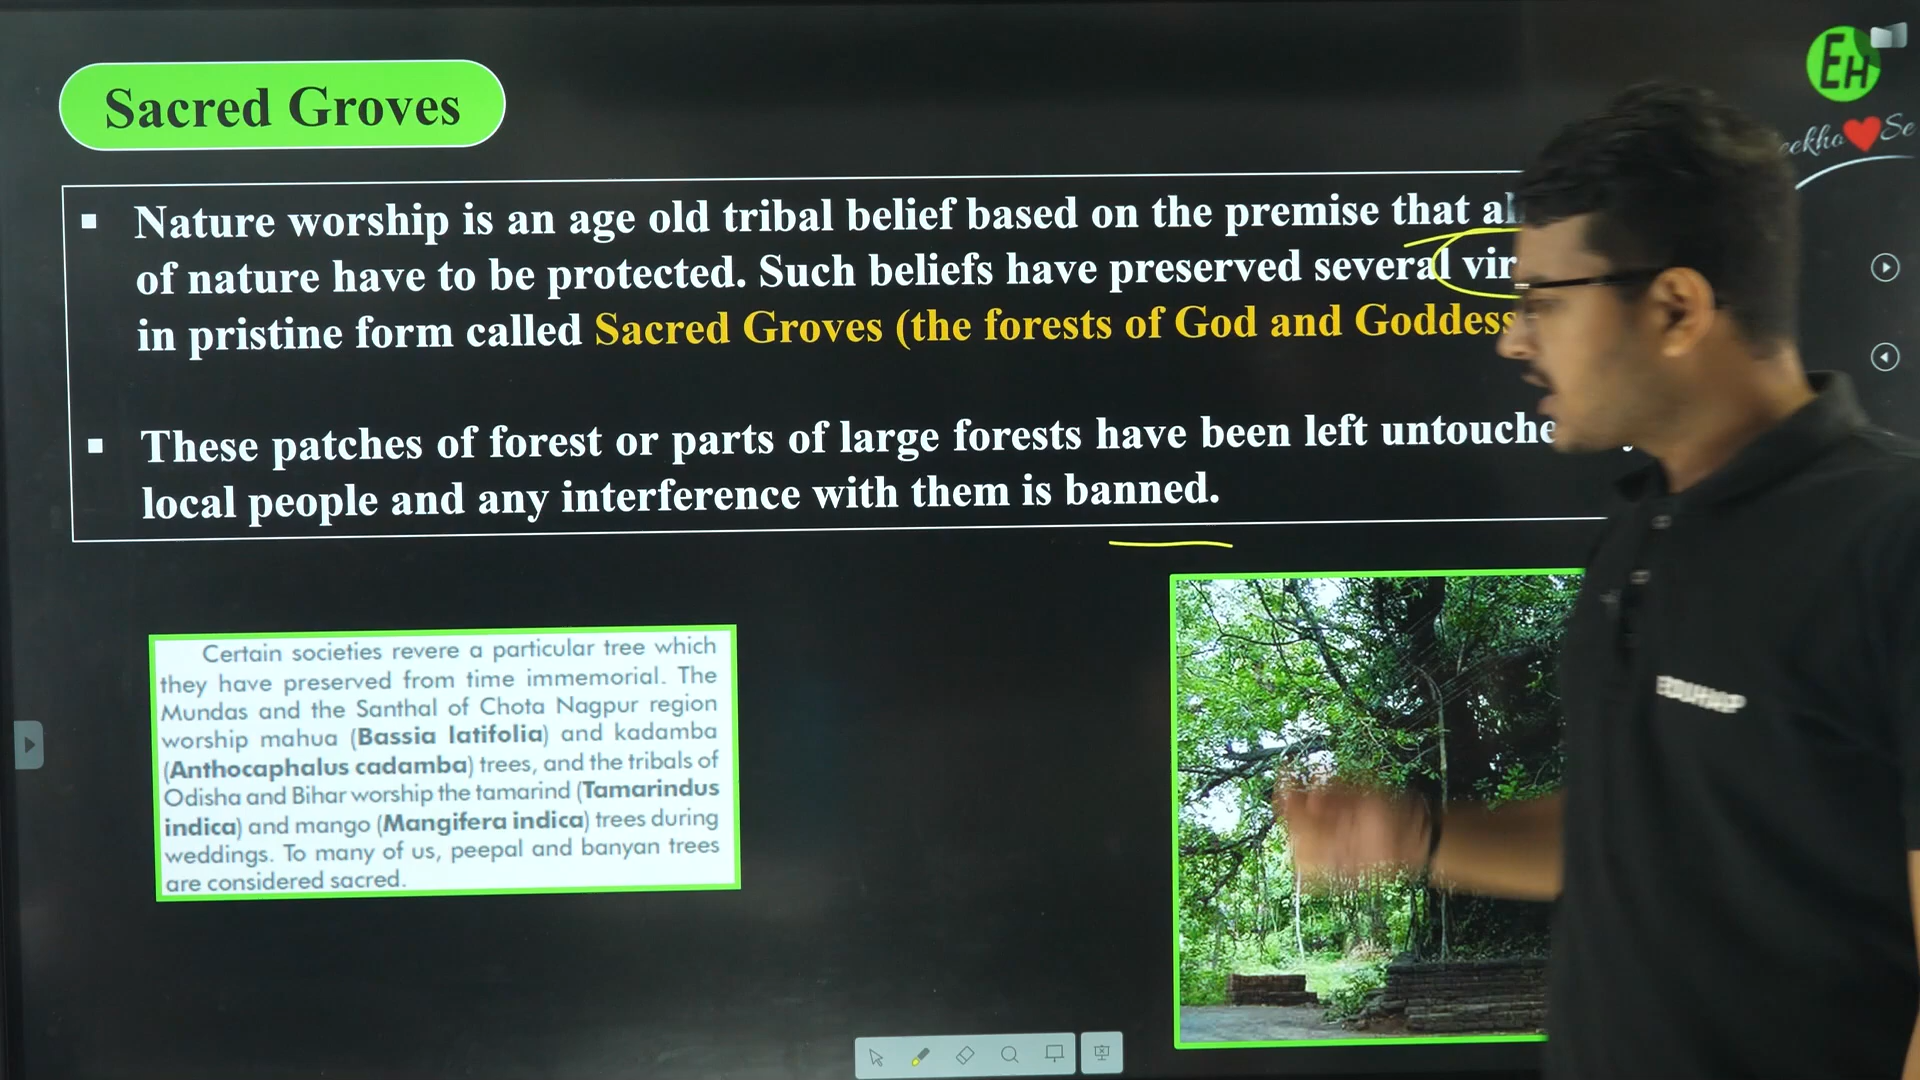 Sacred Groves
EH
eekho Se
▪ Nature worship is an age old tribal belief based on the premise that
of nature have to be protected. Such beliefs have preserved several
in pristine form called Sacred Groves (the forests of God and Goddess
▪ These patches of forest or parts of large forests have been left
local people and any interference with them is banned.
Certain societies revere a particular tree which
they have preserved from time immemorial. The
Mundas and the Santhal of Chota Nagpur region
worship mahua (Bassia latifolia) and kadamba
(Anthocaphalus cadamba) trees, and the tribals of
Odisha and Bihar worship the tamarind (Tamarindus
indica) and mango (Mangifera indica) trees during
weddings. To many of us, peepal and banyan trees
are considered sacred.